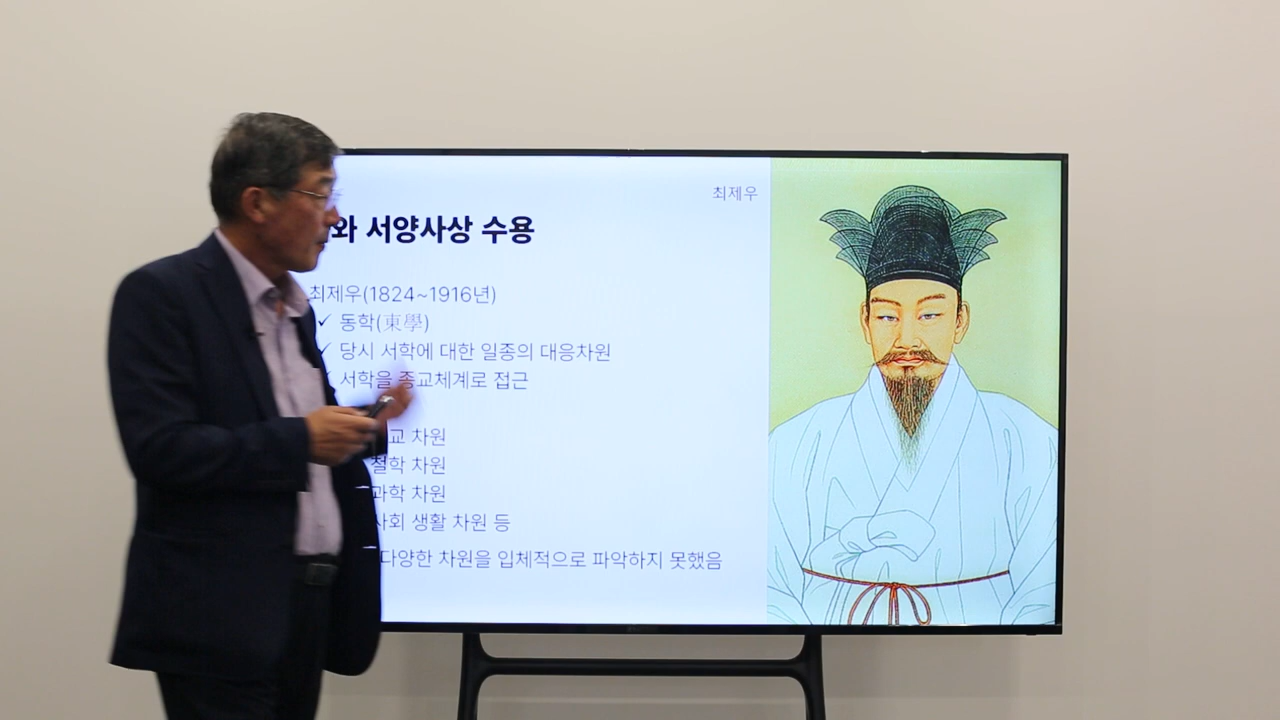 최제우
와 서양사상 수용
최제우(1824~1916년)
✓ 동학(東學)
✓ 당시 서학에 대한 일종의 대응차원
✓ 서학을 종교체계로 접근
교 차원
철학 차원
과학 차원
사회 생활 차원 등
다양한 차원을 입체적으로 파악하지 못했음